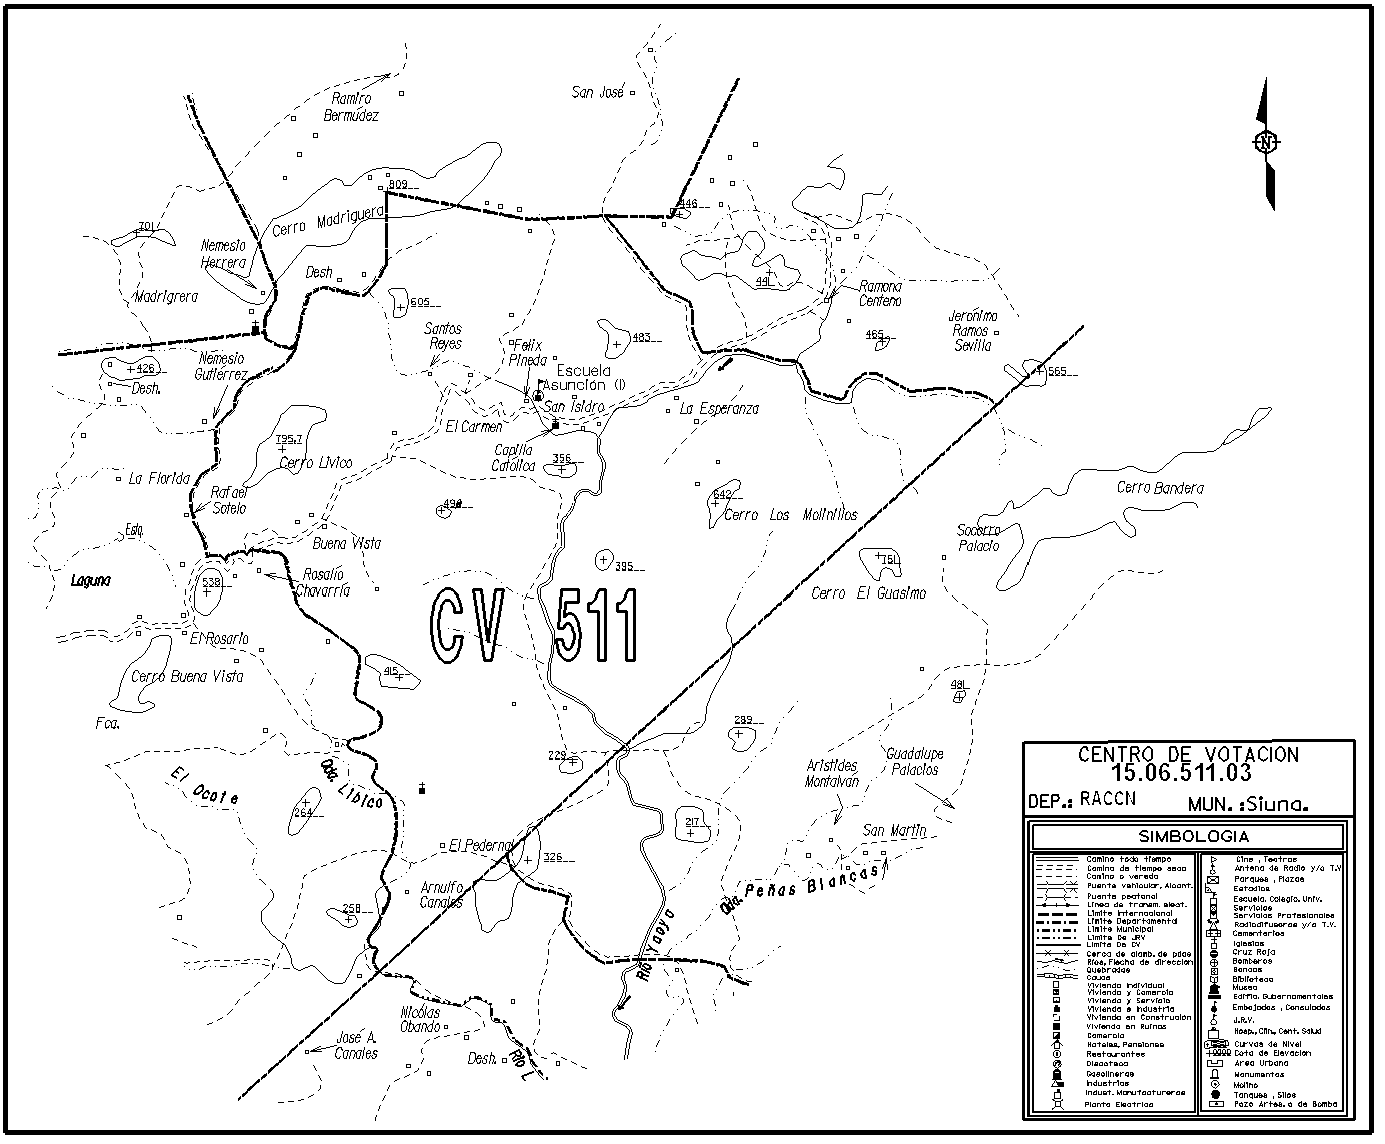 San José
Ramiro
Bermúdez
809
446
Cerro Madriguera
701
Nemesio
Herrera
Desh
441
Ramona
Centeno
Madrigrera
605
Santos
Reyes
483
465
Jerónimo
Ramos
Sevilla
Felix
Pineda
Nemesio
Gutiérrez
426
Desh.
Escuela
Asunción (1)
565
San Isidro
La Esperanza
El Carmen
795.7
Cerro Livico
Capilla
Católica
356
La Florida
Rafael
Sotelo
Cerro Bandera
642
Cerro Los Molinillos
Socorro
Palacio
Buena Vista
395
751
Laguna
538
Rosalio
Chavarría
Cerro El Guasimo
CV 511
El Rosario
415
Cerro Buena Vista
481
Fca.
289
229
Guadalupe
Palacios
Arístides
Montalván
Qda. Libico
El Ocote
264
217
San Martin
El Pedernal
326
Arnulfo
Canales
Qda. Peñas Blancas
258
Río Yaoya
Nicolás
Obando
José A.
Canales
Desh.
Río L
CENTRO DE VOTACION
15.06.511.03
DEP.: RACCN
MUN.:Siuna.
SIMBOLOGIA
Camino todo tiempo
Camino de tiempo seco
Camino o vereda
Puente vehicular, Alcant.
Puente peatonal
Linea de transm. elect.
Limite Internacional
Limite Departamental
Limite Municipal
Limite De JRV
Limite De CV
Cerca de alamb. de púas
Ríos, Flecha de dirección
Quebradas
Cauce
Vivienda Individual
Vivienda y Comercio
Vivienda y Servicio
Vivienda e Industria
Vivienda en Construcción
Vivienda en Ruinas
Comercio
Hoteles, Pensiones
Restaurantes
Discoteca
Gasolineras
Industrias
Indust. Manufactureras
Planta Electrica
Cine, Teatros
Antena de Radio y/o T.V
Parques, Plazas
Estadios
Escuela, Colegio, Univ.
Servicios
Servicios Profesionales
Radiodifusoras y/o T.V.
Cementerios
Iglesias
Cruz Roja
Bomberos
Bancos
Biblioteca
Museo
Edific. Gubernamentales
Embajadas, Consulados
J.R.V.
Hosp., Clin., Cent. Salud
Curvas de Nivel
Cota de Elevacion
Area Urbana
Monumentos
Molino
Tanques, Silos
Pozo Artes. o de Bomba